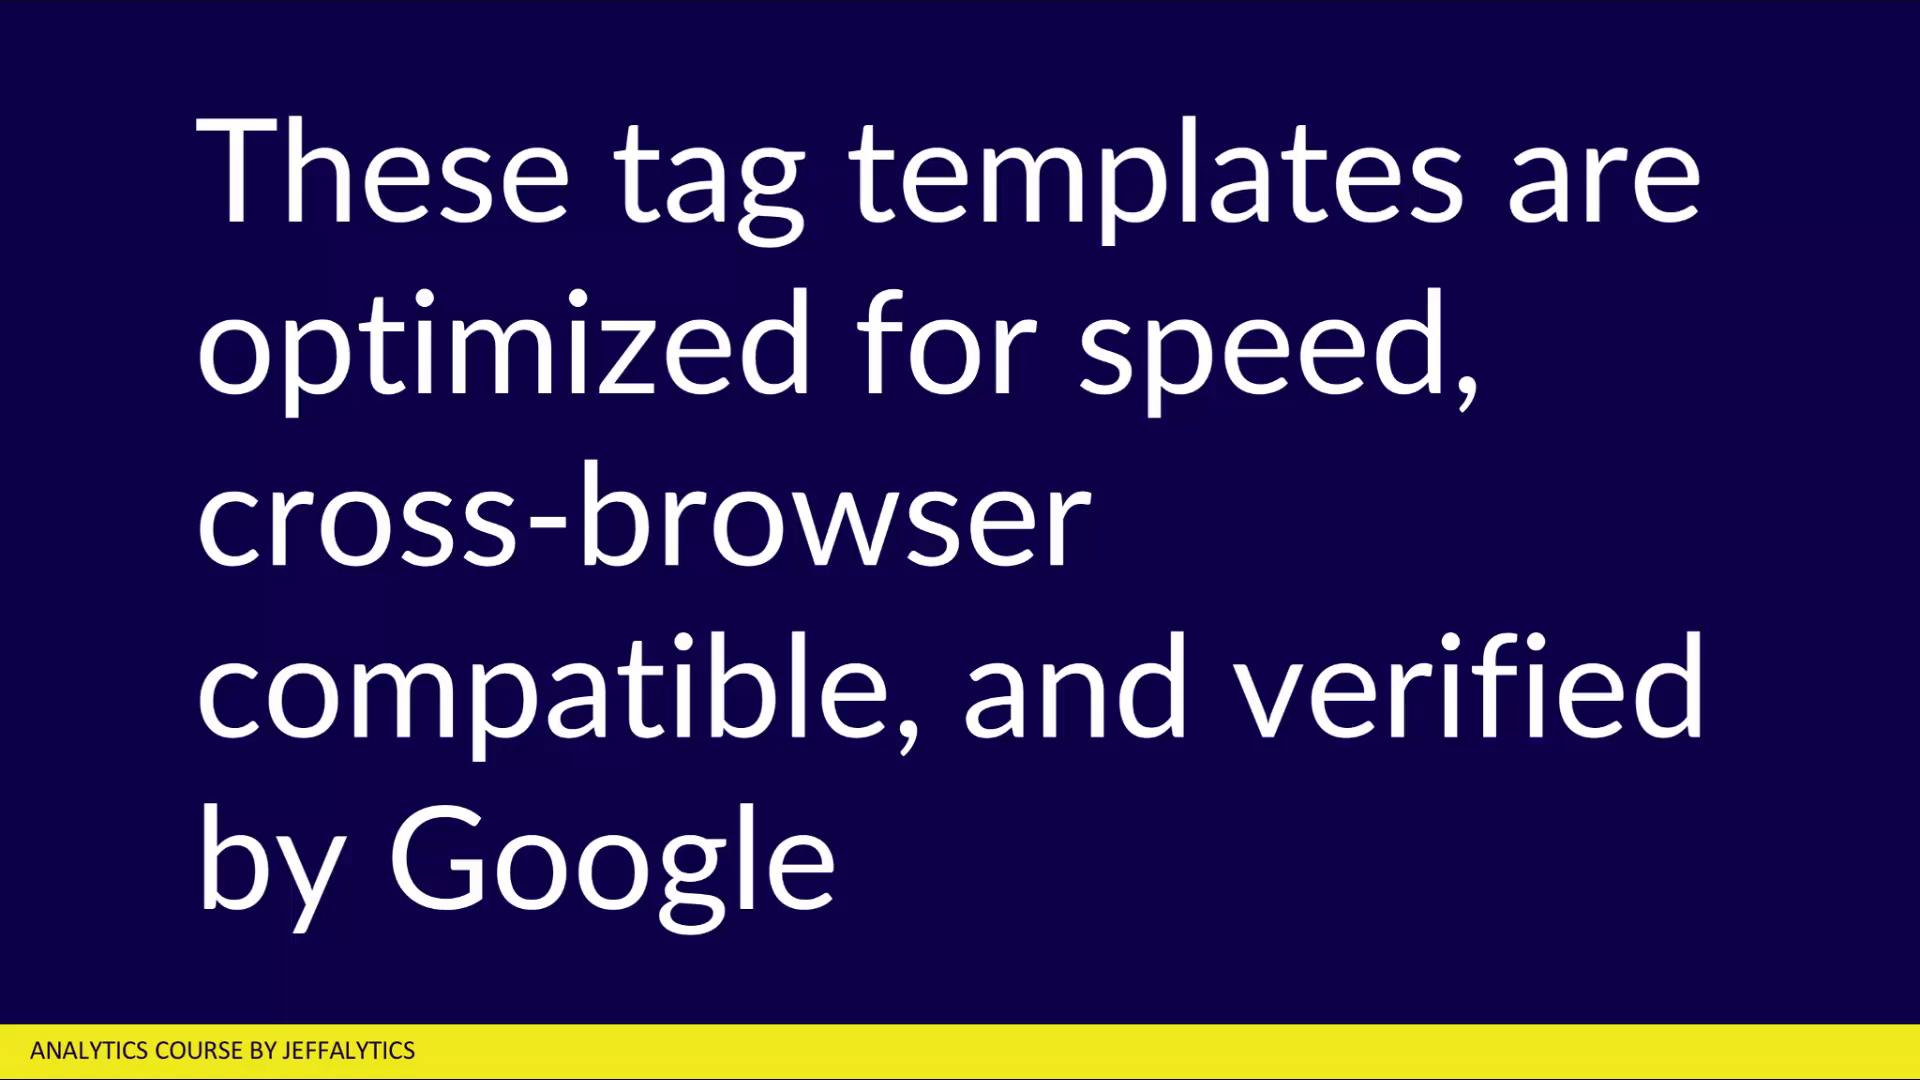 These tag templates are
optimized for speed,
cross-browser
compatible, and verified
by Google
ANALYTICS COURSE BY JEFFALYTICS